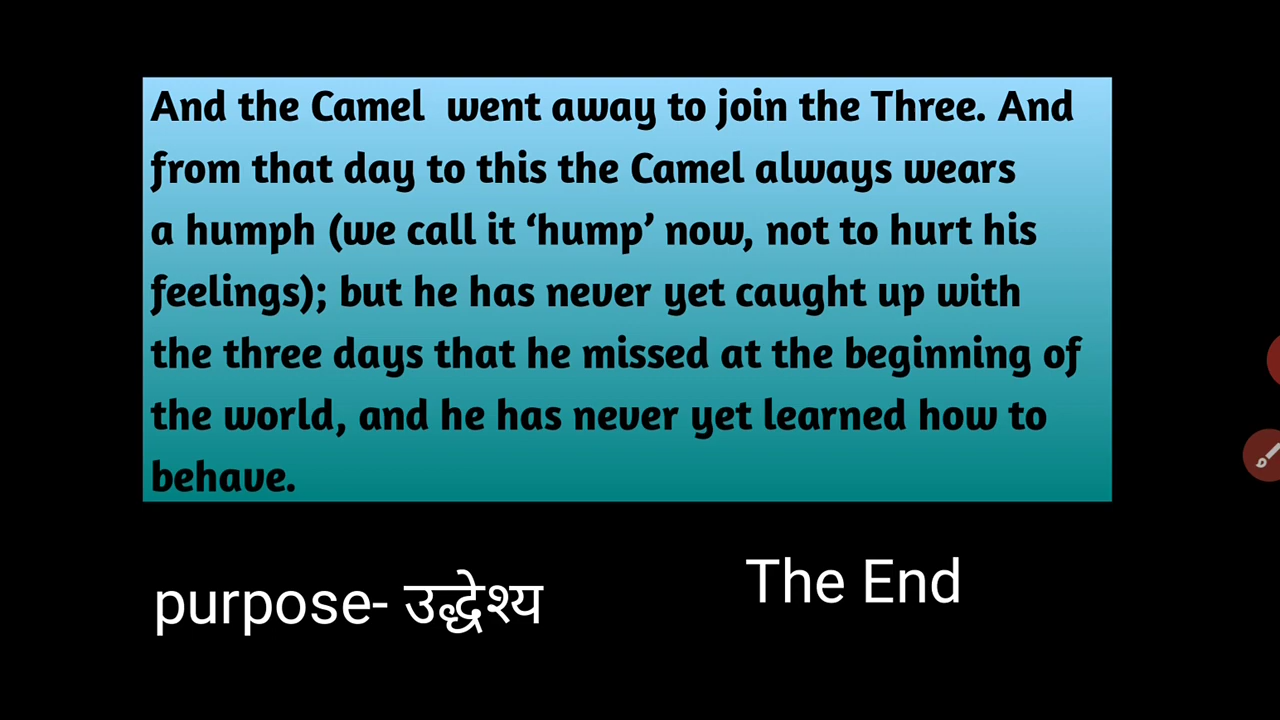 And the Camel went away to join the Three. And
from that day to this the Camel always wears
a humph (we call it ‘hump’ now, not to hurt his
feelings); but he has never yet caught up with
the three days that he missed at the beginning of
the world, and he has never yet learned how to
behave.
The End
purpose- उद्धेश्य